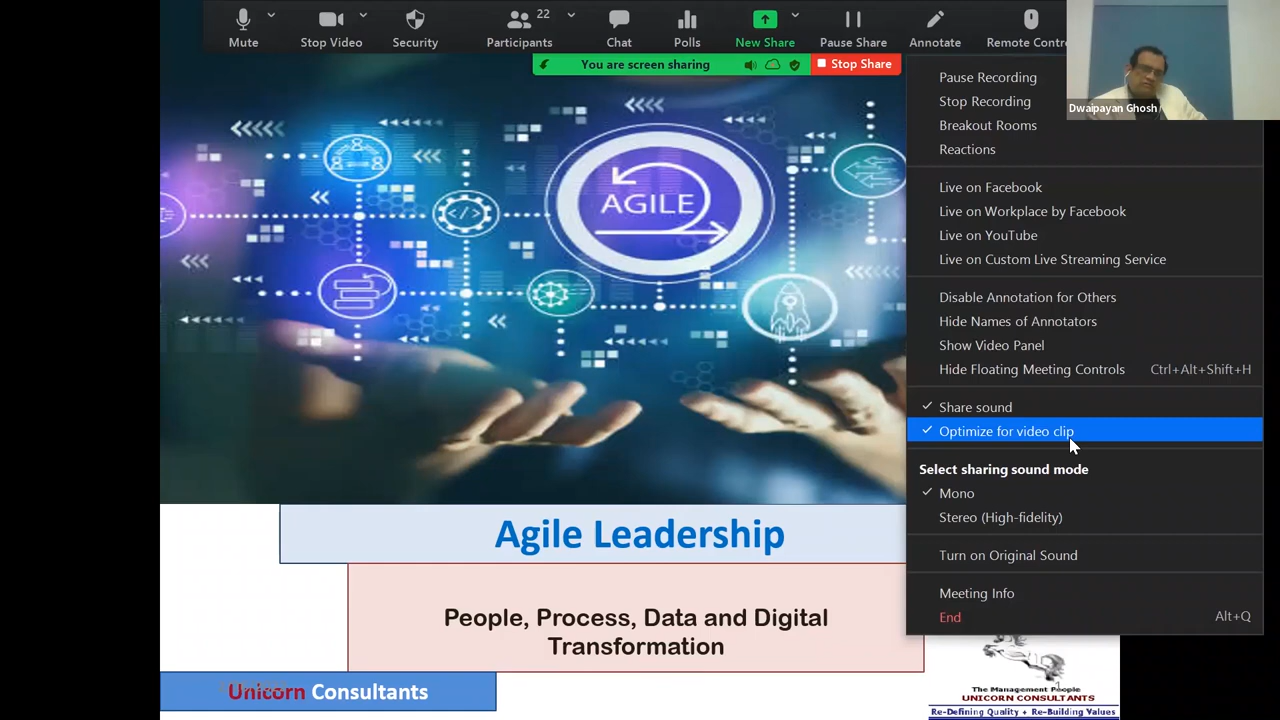 Mute
Stop Video
Security
Participants
22
Chat
Polls
New Share
Pause Share
Annotate
Remote Contr
You are screen sharing
Stop Share
Dwaipayan Ghosh
Pause Recording
Stop Recording
Breakout Rooms
Reactions
Live on Facebook
Live on Workplace by Facebook
Live on YouTube
Live on Custom Live Streaming Service
Disable Annotation for Others
Hide Names of Annotators
Show Video Panel
Hide Floating Meeting Controls Ctrl+Alt+Shift+H
Share sound
Optimize for video clip
Select sharing sound mode
Mono
Stereo (High-fidelity)
Turn on Original Sound
Meeting Info
End Alt+Q
AGILE
</>
Agile Leadership
People, Process, Data and Digital
Transformation
Unicorn Consultants
The Management People
UNICORN CONSULTANTS
Re-Defining Quality + Re-Building Values